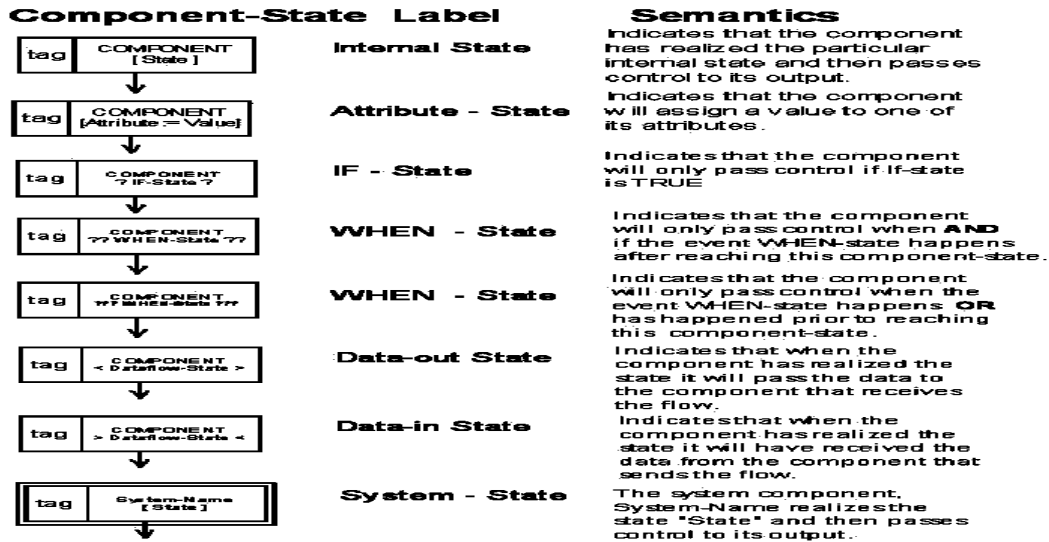 Component-State Label Semantics
tag COMPONENT
[ State ]
Internal State
Indicates that the component
has realized the particular
internal state and then passes
control to its output.
tag COMPONENT
[Attribute := Value]
Attribute - State
Indicates that the component
will assign a value to one of
its attributes.
tag COMPONENT
? IF-State ?
IF - State
Indicates that the component
will only pass control if If-state
is TRUE
tag COMPONENT
?? WHEN-State ??
WHEN - State
Indicates that the component
will only pass control when AND
if the event WHEN-state happens
after reaching this component-state.
tag COMPONENT
??? WHEN-State ???
WHEN - State
Indicates that the component
will only pass control when the
event WHEN-state happens OR
has happened prior to reaching
this component-state.
tag COMPONENT
< Dataflow-State >
Data-out State
Indicates that when the
component has realized the
state it will pass the data to
the component that receives
the flow.
tag COMPONENT
> Dataflow-State <
Data-in State
Indicates that when the
component has realized the
state it will have received the
data from the component that
sends the flow.
tag System-Name
[ State ]
System - State
The system component,
System-Name realizes the
state "State" and then passes
control to its output.